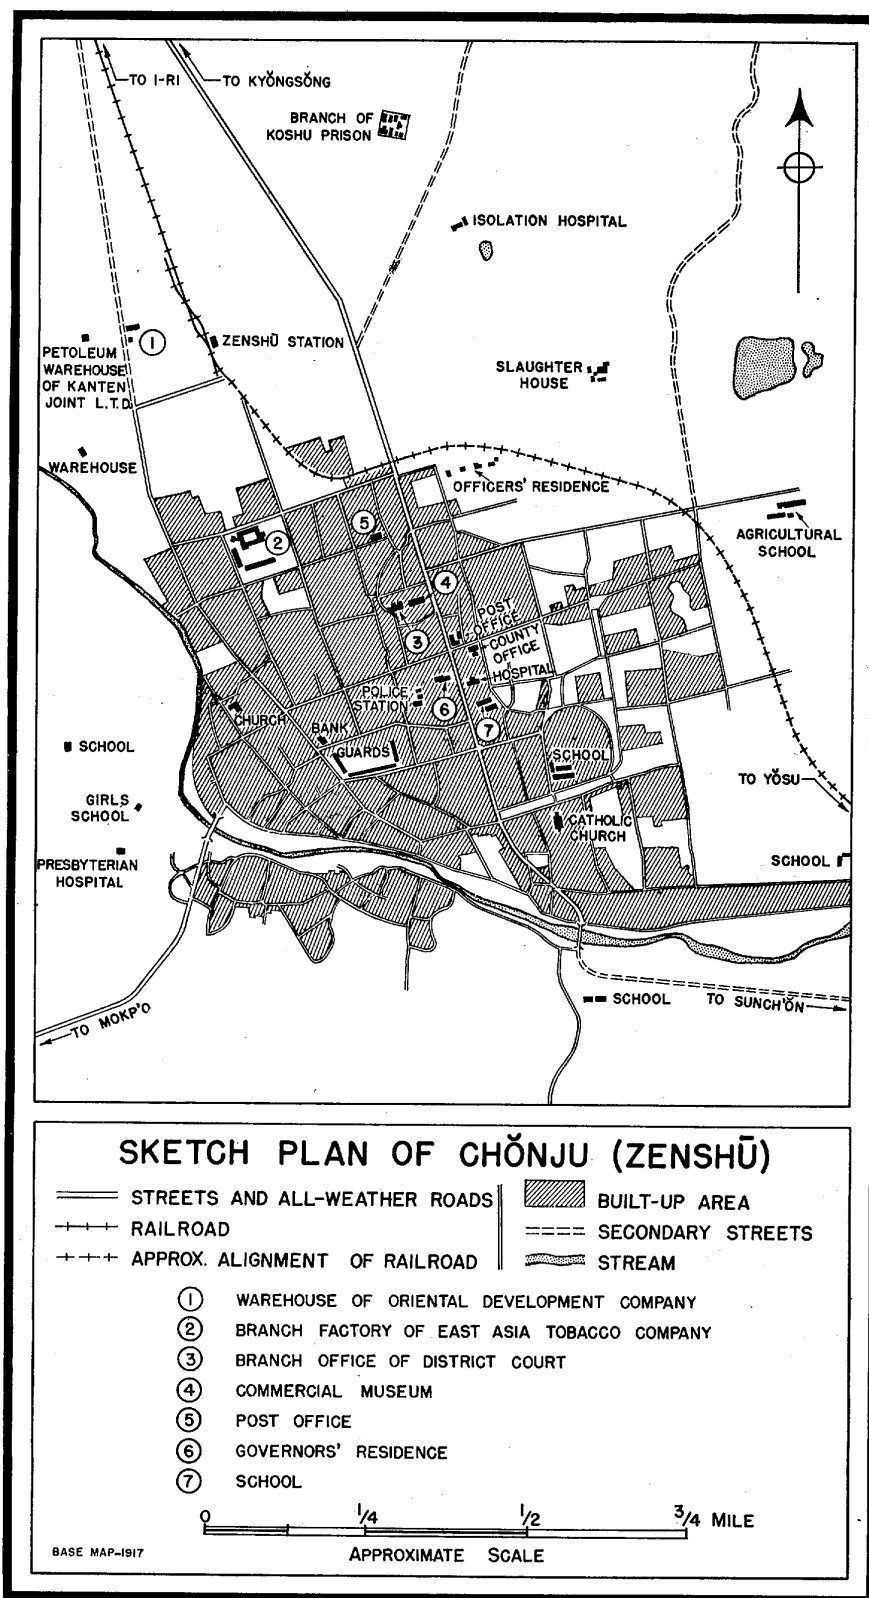 TO I-RI
TO KYŎNGSŎNG
BRANCH OF
KOSHU PRISON
ISOLATION HOSPITAL
1
ZENSHŪ STATION
PETOLEUM
WAREHOUSE
OF KANTEN
JOINT L.T.D.
SLAUGHTER
HOUSE
WAREHOUSE
OFFICERS' RESIDENCE
AGRICULTURAL
SCHOOL
5
2
4
3
POST
OFFICE
COUNTY
OFFICE
HOSPITAL
POLICE
STATION
6
7
CHURCH
BANK
GUARDS
SCHOOL
SCHOOL
TO YŎSU
GIRLS
SCHOOL
CATHOLIC
CHURCH
PRESBYTERIAN
HOSPITAL
SCHOOL
SCHOOL
TO SUNCH'ŎN
TO MOKP'O
SKETCH PLAN OF CHŎNJU (ZENSHŪ)
STREETS AND ALL-WEATHER ROADS
RAILROAD
APPROX. ALIGNMENT OF RAILROAD
BUILT-UP AREA
SECONDARY STREETS
STREAM
1 WAREHOUSE OF ORIENTAL DEVELOPMENT COMPANY
2 BRANCH FACTORY OF EAST ASIA TOBACCO COMPANY
3 BRANCH OFFICE OF DISTRICT COURT
4 COMMERCIAL MUSEUM
5 POST OFFICE
6 GOVERNORS' RESIDENCE
7 SCHOOL
0 1/4 1/2 3/4 MILE
APPROXIMATE SCALE
BASE MAP-1917